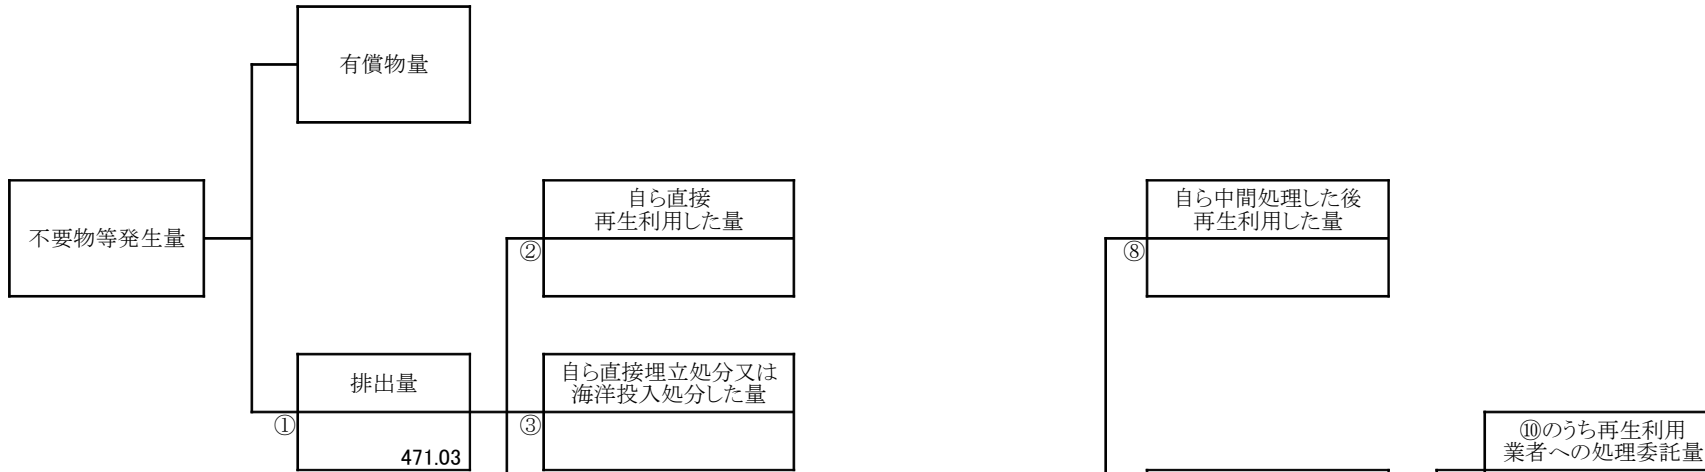 有償物量
不要物等発生量
自ら直接
再生利用した量
②
自ら中間処理した後
再生利用した量
⑧
排出量
①
471.03
自ら直接埋立処分又は
海洋投入処分した量
③
⑩のうち再生利用
業者への処理委託量